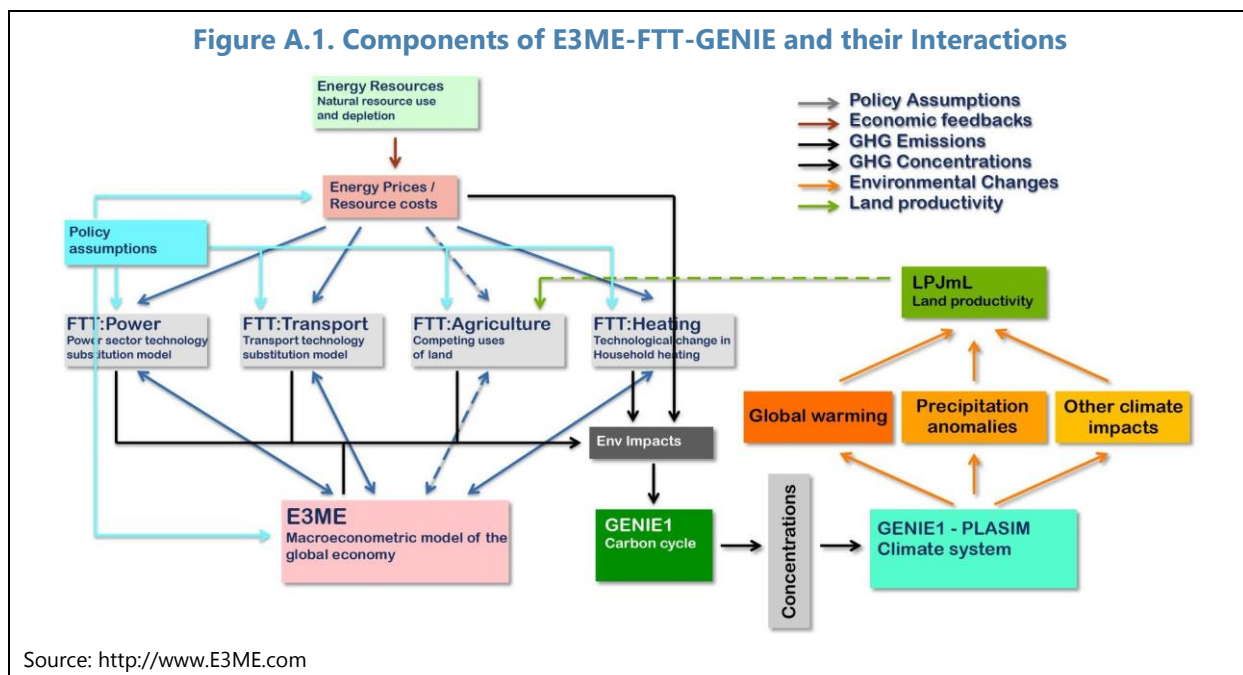 Figure A.1. Components of E3ME-FTT-GENIE and their Interactions
Energy Resources
Natural resource use
and depletion
Policy Assumptions
Economic feedbacks
GHG Emissions
GHG Concentrations
Environmental Changes
Land productivity
Energy Prices /
Resource costs
Policy
assumptions
LPJmL
Land productivity
FTT:Power
Power sector technology
substitution model
FTT:Transport
Transport technology
substitution model
FTT:Agriculture
Competing uses
of land
FTT:Heating
Technological change in
Household heating
Global warming
Precipitation
anomalies
Other climate
impacts
Env Impacts
E3ME
Macroeconometric model of the
global economy
GENIE1
Carbon cycle
Concentrations
GENIE1 - PLASIM
Climate system
Source: http://www.E3ME.com